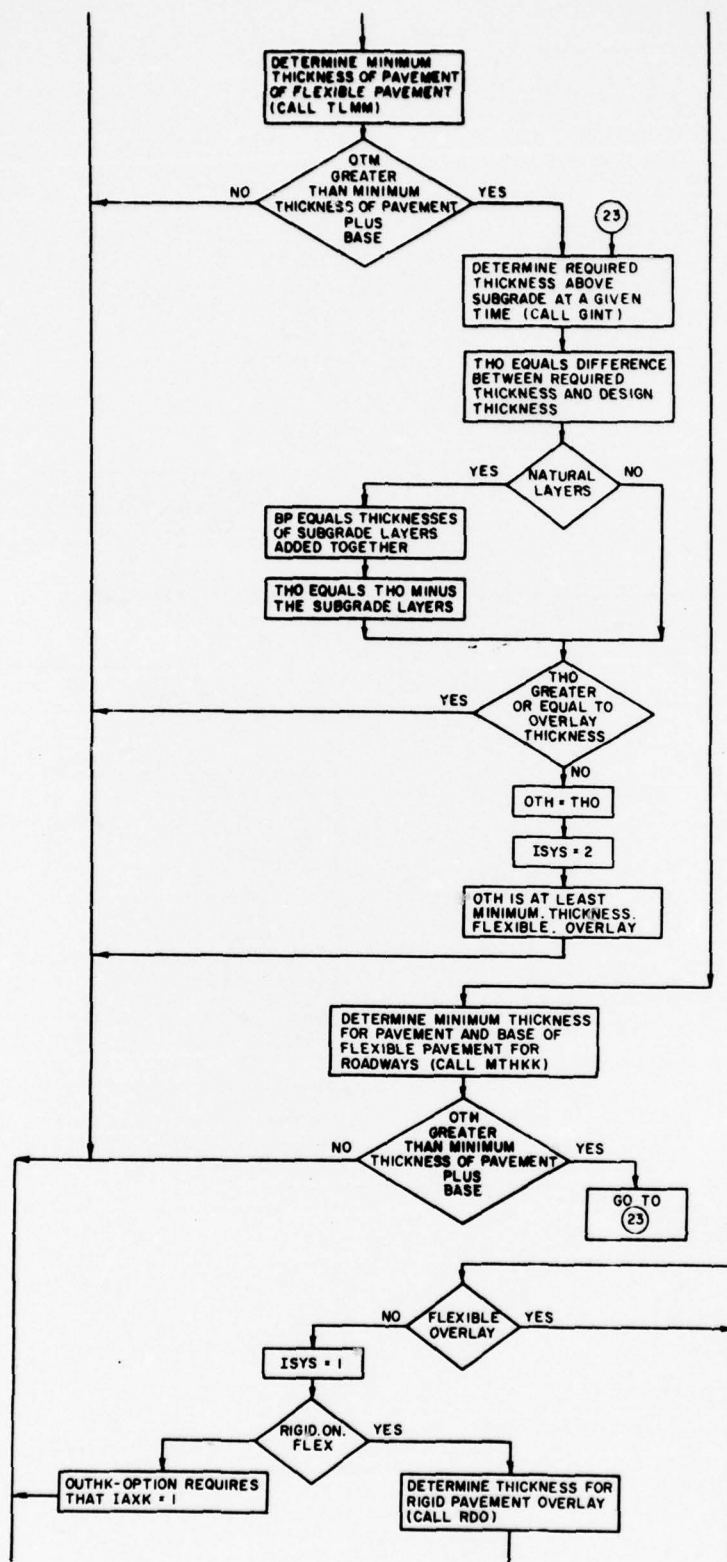 DETERMINE MINIMUM
THICKNESS OF PAVEMENT
OF FLEXIBLE PAVEMENT
(CALL TLMM)
OTM
GREATER
THAN MINIMUM
THICKNESS OF PAVEMENT
PLUS
BASE
NO
YES
23
DETERMINE REQUIRED
THICKNESS ABOVE
SUBGRADE AT A GIVEN
TIME (CALL GINT)
THO EQUALS DIFFERENCE
BETWEEN REQUIRED
THICKNESS AND DESIGN
THICKNESS
YES
NATURAL
LAYERS
NO
BP EQUALS THICKNESSES
OF SUBGRADE LAYERS
ADDED TOGETHER
THO EQUALS THO MINUS
THE SUBGRADE LAYERS
THO
GREATER
OR EQUAL TO
OVERLAY
THICKNESS
YES
NO
OTH = THO
ISYS = 2
OTH IS AT LEAST
MINIMUM. THICKNESS.
FLEXIBLE. OVERLAY
DETERMINE MINIMUM THICKNESS
FOR PAVEMENT AND BASE OF
FLEXIBLE PAVEMENT FOR
ROADWAYS (CALL MTHKK)
OTH
GREATER
THAN MINIMUM
THICKNESS OF PAVEMENT
PLUS
BASE
NO
YES
GO TO
23
NO
FLEXIBLE
OVERLAY
YES
ISYS = 1
RIGID. ON.
FLEX
YES
OUTHK-OPTION REQUIRES
THAT IAXK = 1
DETERMINE THICKNESS FOR
RIGID PAVEMENT OVERLAY
(CALL RDO)